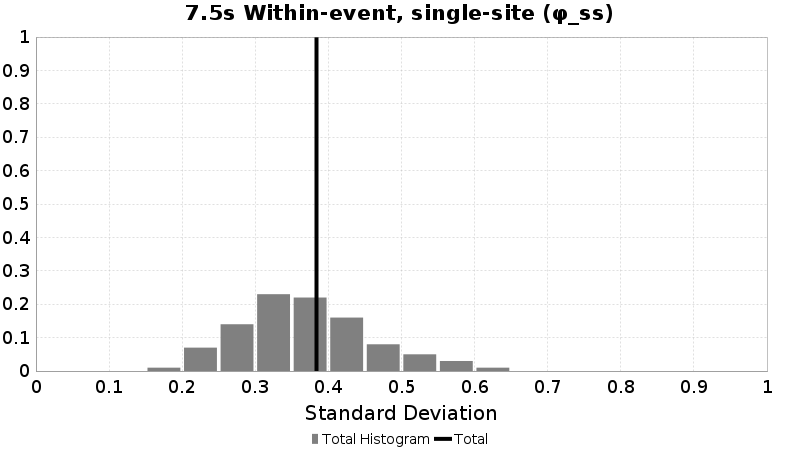 7.5s Within-event, single-site (φ_ss)
1
0.9
0.8
0.7
0.6
0.5
0.4
0.3
0.2
0.1
0
0 0.1 0.2 0.3 0.4 0.5 0.6 0.7 0.8 0.9 1
Standard Deviation
Total Histogram Total